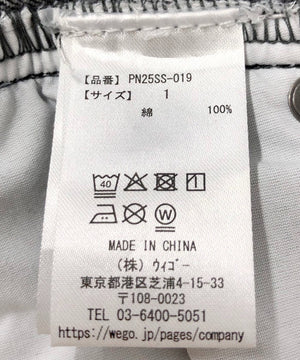 【品番】 PN25SS-019
【サイズ】 1
綿 100%
40
1
W
MADE IN CHINA
(株) ウィゴー
東京都港区芝浦4-15-33
〒108-0023
TEL 03-6400-5051
https://wego.jp/pages/company